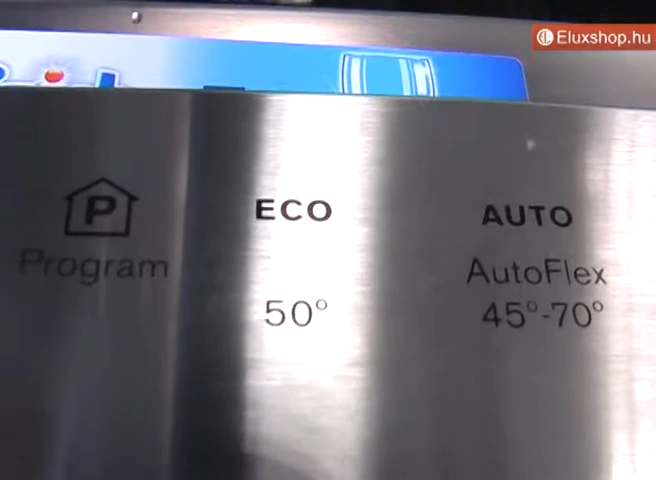 Eluxshop.hu
P
Program
ECO
50°
AUTO
AutoFlex
45°-70°